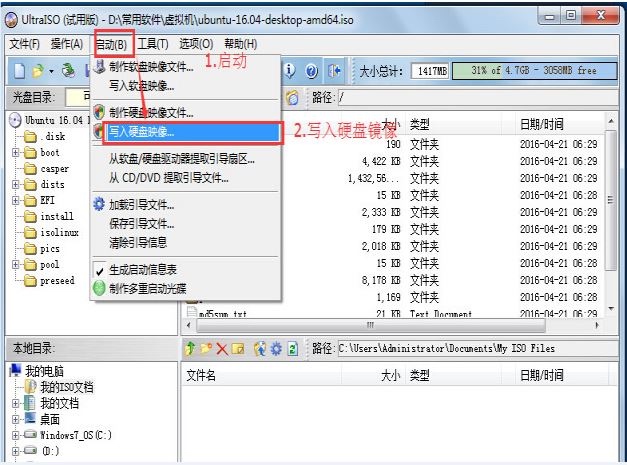 UltraISO (试用版) - D:\常用软件\虚拟机\ubuntu-16.04-desktop-amd64.iso
文件(F) 操作(A) 启动(B) 工具(T) 选项(O) 帮助(H)
1.启动
制作软盘映像文件...
写入软盘映像...
制作硬盘映像文件...
写入硬盘映像...
2.写入硬盘镜像
从软盘/硬盘驱动器提取引导扇区...
从 CD/DVD 提取引导文件...
加载引导文件...
保存引导文件...
清除引导信息
生成启动信息表
制作多重启动光碟
大小总计: 1417MB 31% of 4.7GB - 3058MB free
光盘目录: 可
路径: /
Ubuntu 16.04
.disk
boot
casper
dists
EFI
install
isolinux
pics
pool
preseed
大小 类型 日期/时间
190 文件夹 2016-04-21 06:29
4,422 KB 文件夹 2016-04-21 06:29
1,432,56... 文件夹 2016-04-21 06:29
15 KB 文件夹 2016-04-21 06:28
2,333 KB 文件夹 2016-04-21 06:29
179 KB 文件夹 2016-04-21 06:29
2,018 KB 文件夹 2016-04-21 06:29
15 KB 文件夹 2016-04-21 06:28
8,178 KB 文件夹 2016-04-21 06:28
1,169 文件夹 2016-04-21 06:28
md5sum.txt 21 KB Text Document 2016-04-21 06:29
本地目录:
路径: C:\Users\Administrator\Documents\My ISO Files
我的电脑
我的ISO文档
我的文档
桌面
Windows7_OS(C:)
(D:)
文件名 大小 类型 日期/时间